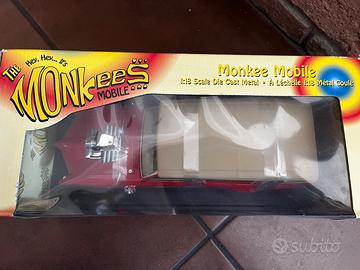 Hey, Hey... It's
The
MONKEES
MOBILE
Monkee Mobile
1:18 Scale Die Cast Metal • A L'échelle 1:18 Métal Coulé
subito